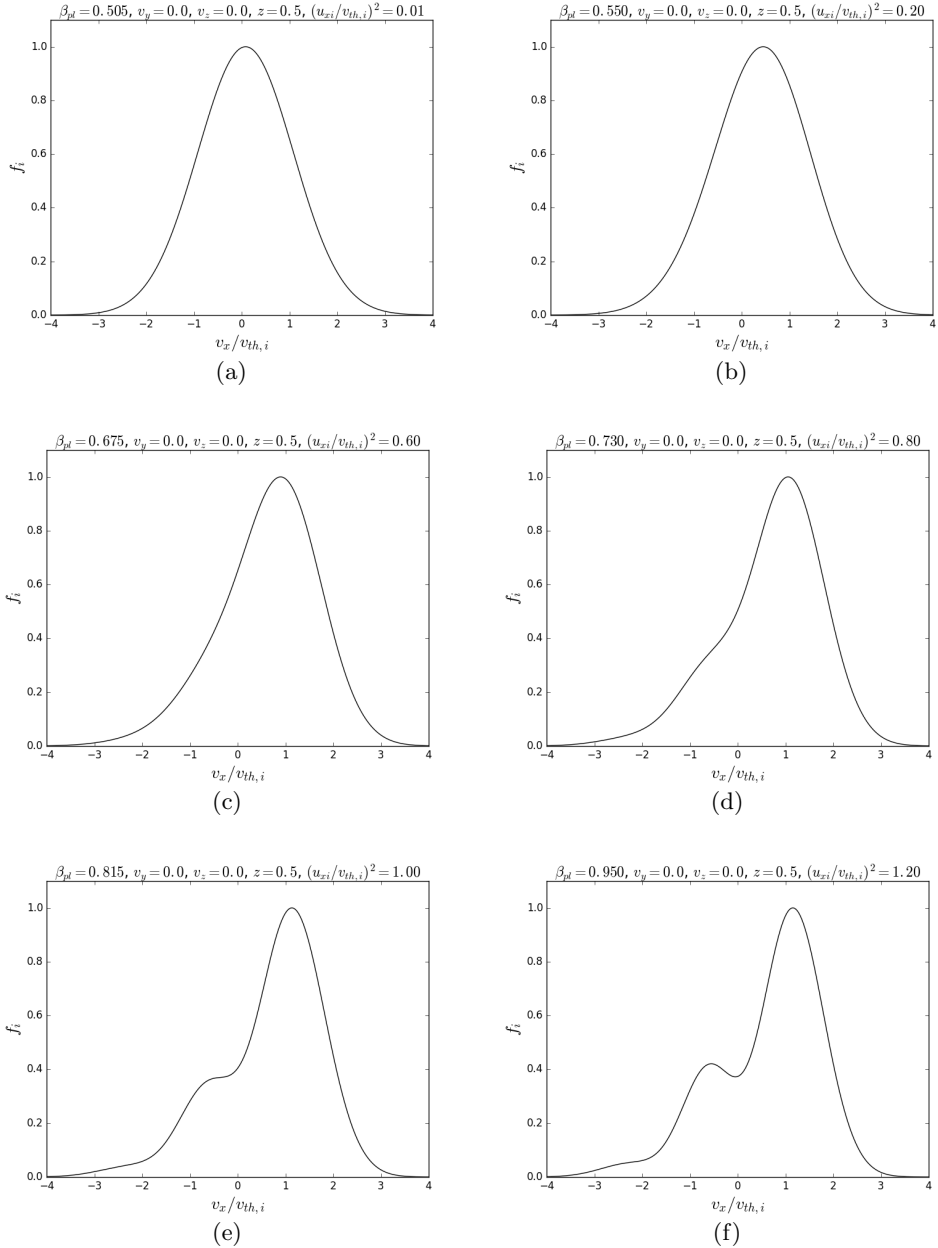 β_pl = 0.505, v_y = 0.0, v_z = 0.0, z = 0.5, (u_xi/v_th,i)^2 = 0.01
1.0
0.8
0.6
0.4
0.2
0.0
f_i
−4 −3 −2 −1 0 1 2 3 4
v_x/v_th,i
(a)
β_pl = 0.550, v_y = 0.0, v_z = 0.0, z = 0.5, (u_xi/v_th,i)^2 = 0.20
1.0
0.8
0.6
0.4
0.2
0.0
f_i
−4 −3 −2 −1 0 1 2 3 4
v_x/v_th,i
(b)
β_pl = 0.675, v_y = 0.0, v_z = 0.0, z = 0.5, (u_xi/v_th,i)^2 = 0.60
1.0
0.8
0.6
0.4
0.2
0.0
f_i
−4 −3 −2 −1 0 1 2 3 4
v_x/v_th,i
(c)
β_pl = 0.730, v_y = 0.0, v_z = 0.0, z = 0.5, (u_xi/v_th,i)^2 = 0.80
1.0
0.8
0.6
0.4
0.2
0.0
f_i
−4 −3 −2 −1 0 1 2 3 4
v_x/v_th,i
(d)
β_pl = 0.815, v_y = 0.0, v_z = 0.0, z = 0.5, (u_xi/v_th,i)^2 = 1.00
1.0
0.8
0.6
0.4
0.2
0.0
f_i
−4 −3 −2 −1 0 1 2 3 4
v_x/v_th,i
(e)
β_pl = 0.950, v_y = 0.0, v_z = 0.0, z = 0.5, (u_xi/v_th,i)^2 = 1.20
1.0
0.8
0.6
0.4
0.2
0.0
f_i
−4 −3 −2 −1 0 1 2 3 4
v_x/v_th,i
(f)